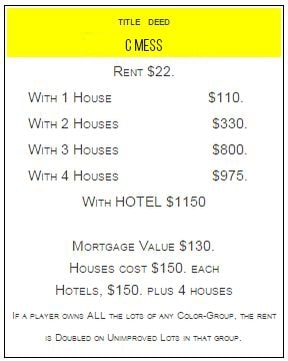 TITLE DEED
C MESS
RENT $22.
WITH 1 HOUSE $110.
WITH 2 HOUSES $330.
WITH 3 HOUSES $800.
WITH 4 HOUSES $975.
WITH HOTEL $1150
MORTGAGE VALUE $130.
HOUSES COST $150. EACH
HOTELS, $150. PLUS 4 HOUSES
IF A PLAYER OWNS ALL THE LOTS OF ANY COLOR-GROUP, THE RENT
IS DOUBLED ON UNIMPROVED LOTS IN THAT GROUP.